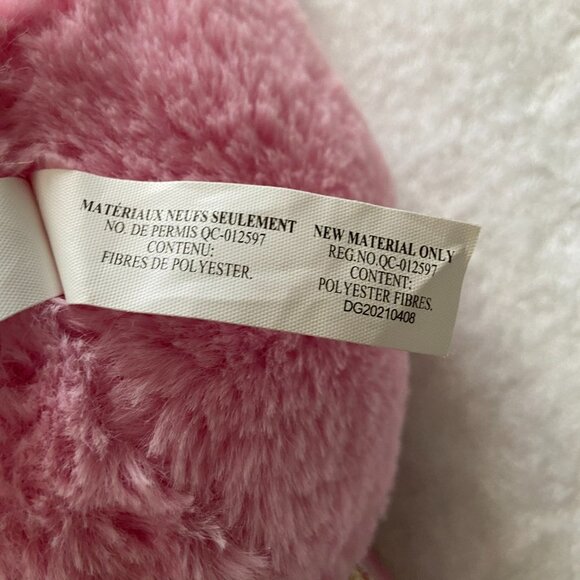 MATÉRIAUX NEUFS SEULEMENT
NO. DE PERMIS QC-012597
CONTENU:
FIBRES DE POLYESTER.
NEW MATERIAL ONLY
REG.NO.QC-012597
CONTENT:
POLYESTER FIBRES.
DG20210408